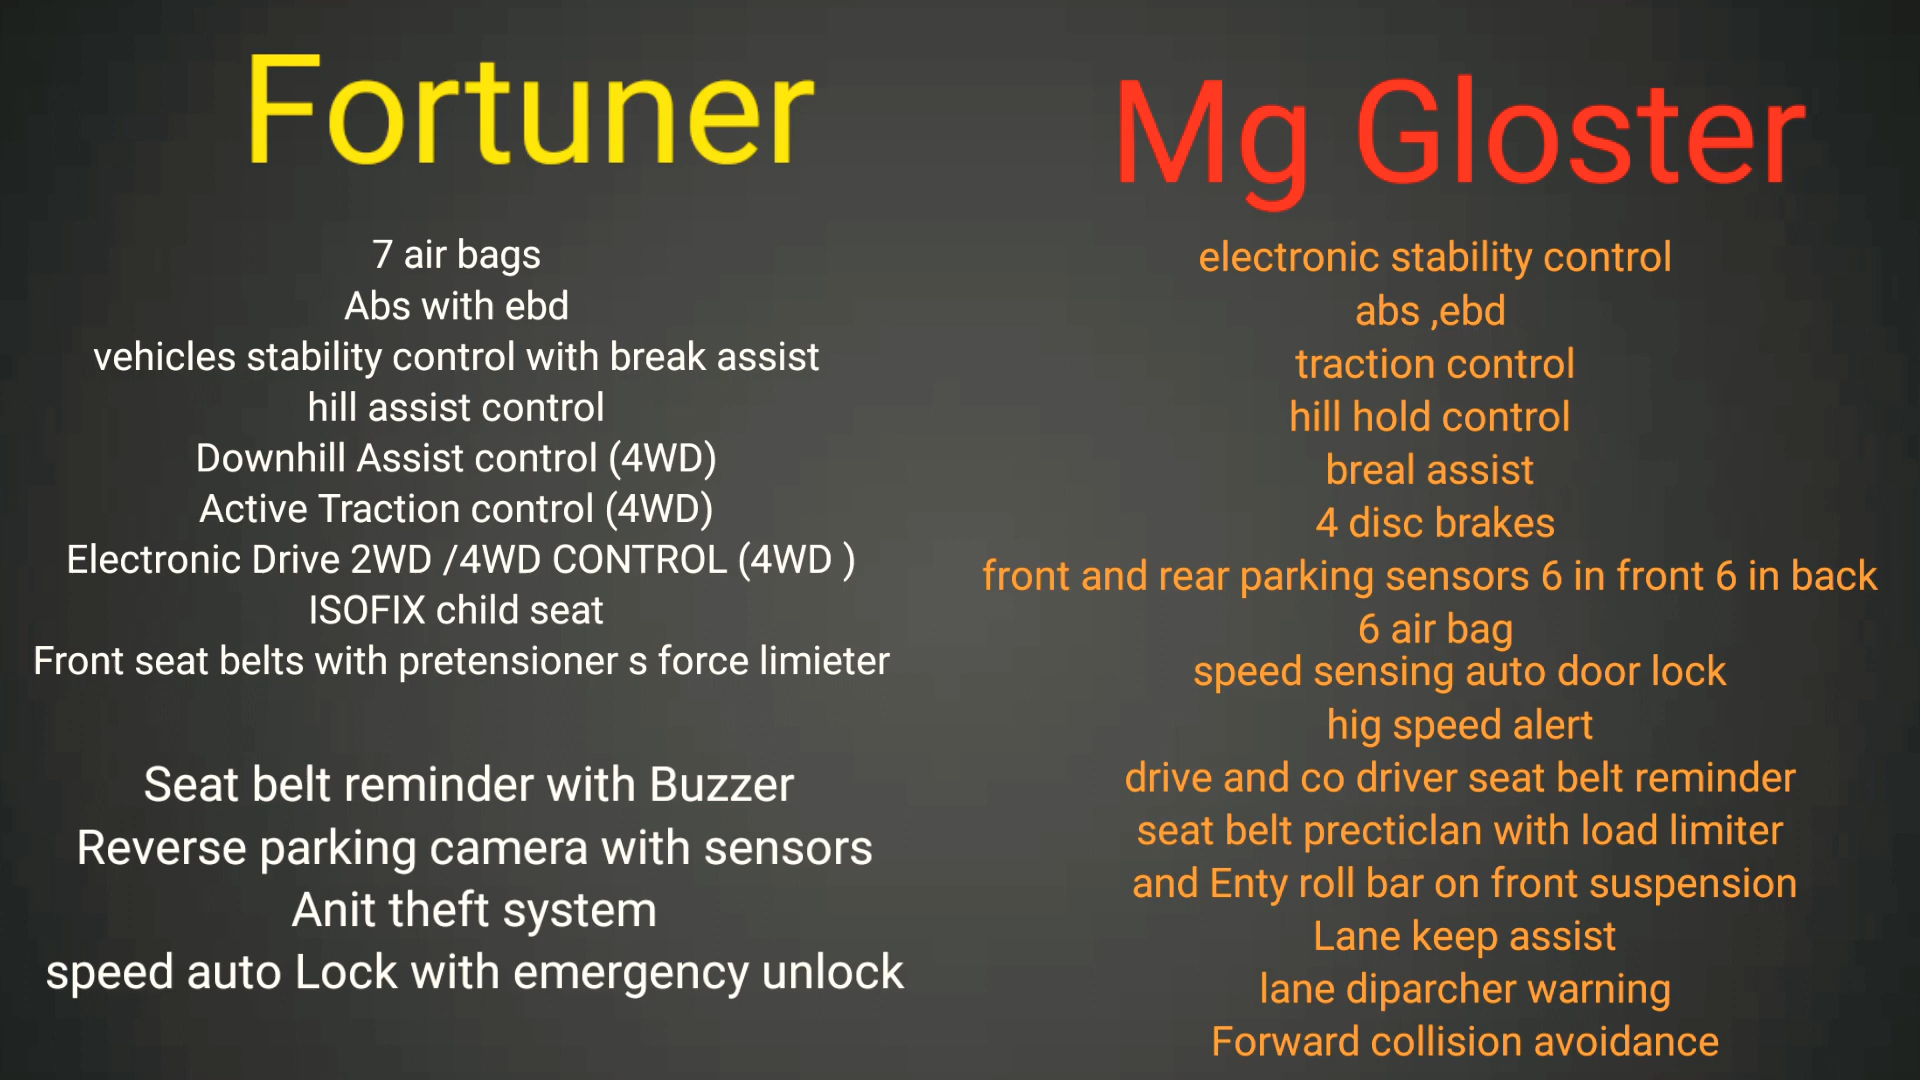 Fortuner
7 air bags
Abs with ebd
vehicles stability control with break assist
hill assist control
Downhill Assist control (4WD)
Active Traction control (4WD)
Electronic Drive 2WD /4WD CONTROL (4WD )
ISOFIX child seat
Front seat belts with pretensioner s force limieter
Seat belt reminder with Buzzer
Reverse parking camera with sensors
Anit theft system
speed auto Lock with emergency unlock
Mg Gloster
electronic stability control
abs ,ebd
traction control
hill hold control
breal assist
4 disc brakes
front and rear parking sensors 6 in front 6 in back
6 air bag
speed sensing auto door lock
hig speed alert
drive and co driver seat belt reminder
seat belt precticlan with load limiter
and Enty roll bar on front suspension
Lane keep assist
lane diparcher warning
Forward collision avoidance